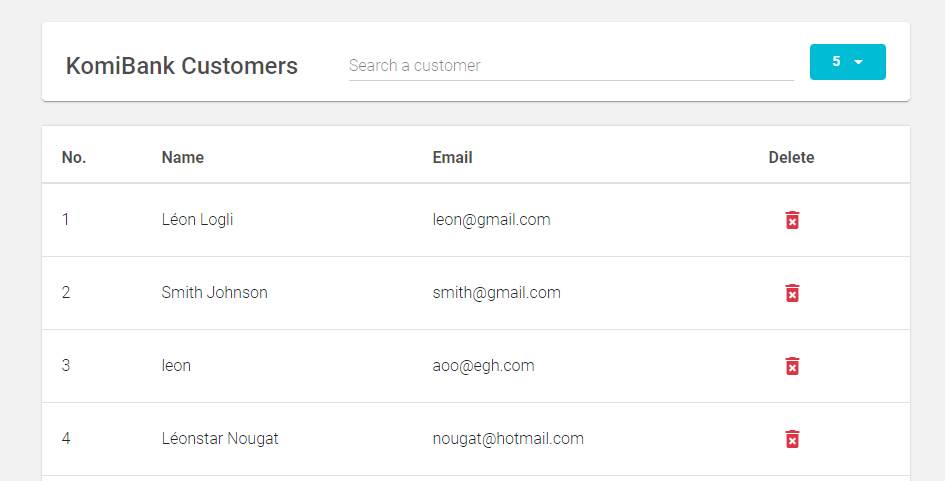 KomiBank Customers Search a customer 5
No. Name Email Delete
1 Léon Logli leon@gmail.com
2 Smith Johnson smith@gmail.com
3 leon aoo@egh.com
4 Léonstar Nougat nougat@hotmail.com